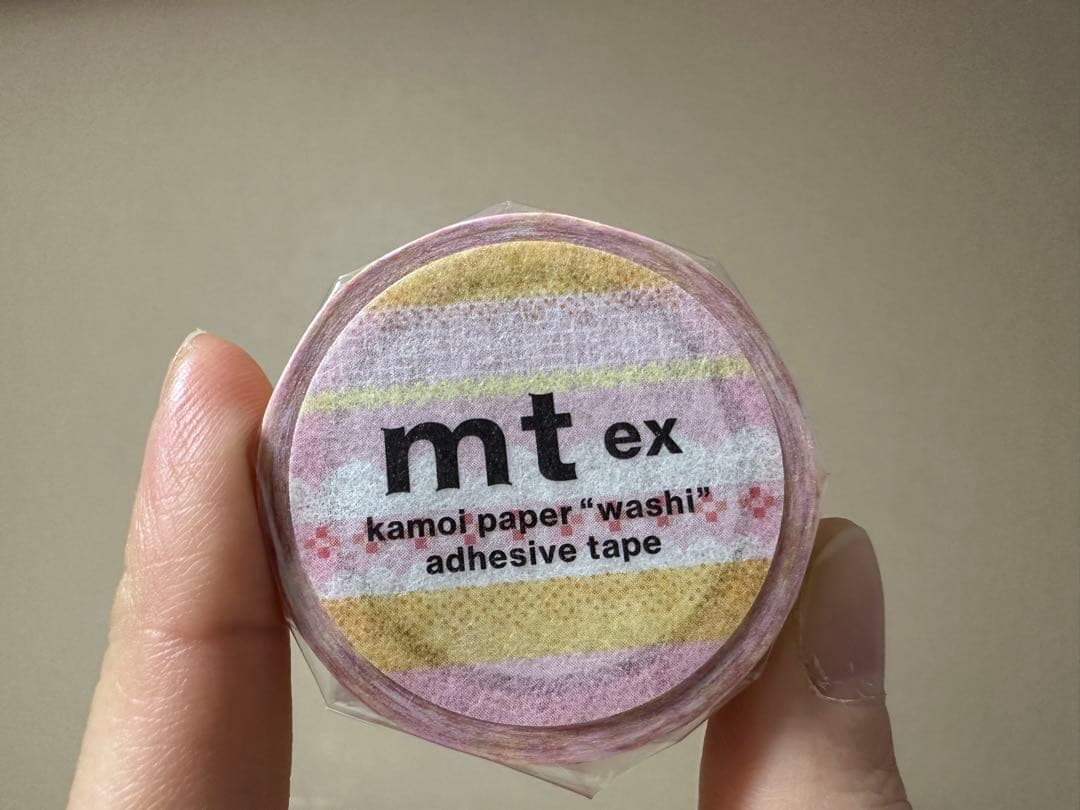 mt ex
kamoi paper “washi”
adhesive tape